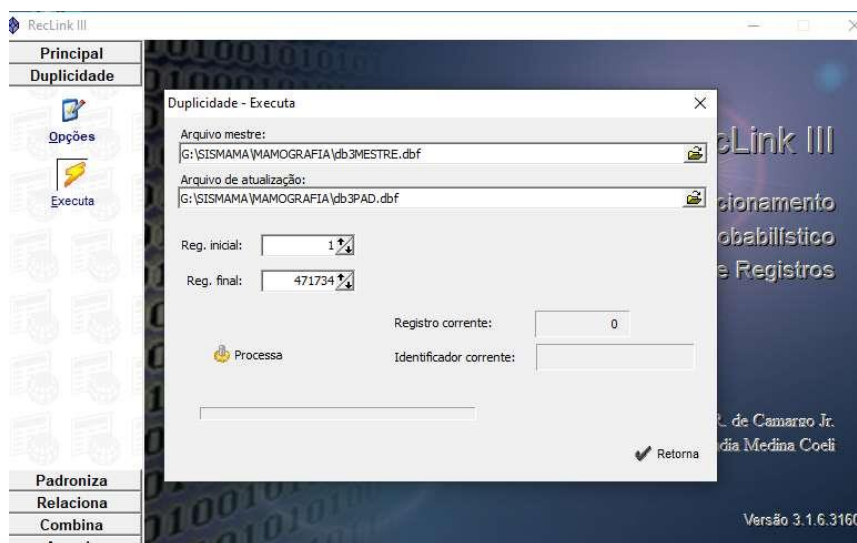 RecLink III
Principal
Duplicidade
Opções
Executa
Duplicidade - Executa
Arquivo mestre:
G:\SISMAMA\MAMOGRAFIA\db3MESTRE.dbf
Arquivo de atualização:
G:\SISMAMA\MAMOGRAFIA\db3PAD.dbf
Reg. inicial: 1
Reg. final: 471734
Registro corrente: 0
Processa
Identificador corrente:
Retorna
cLink III
cionamento
obabilístico
e Registros
R. de Camargo Jr.
dia Medina Coeli
Versão 3.1.6.3160
Padroniza
Relaciona
Combina